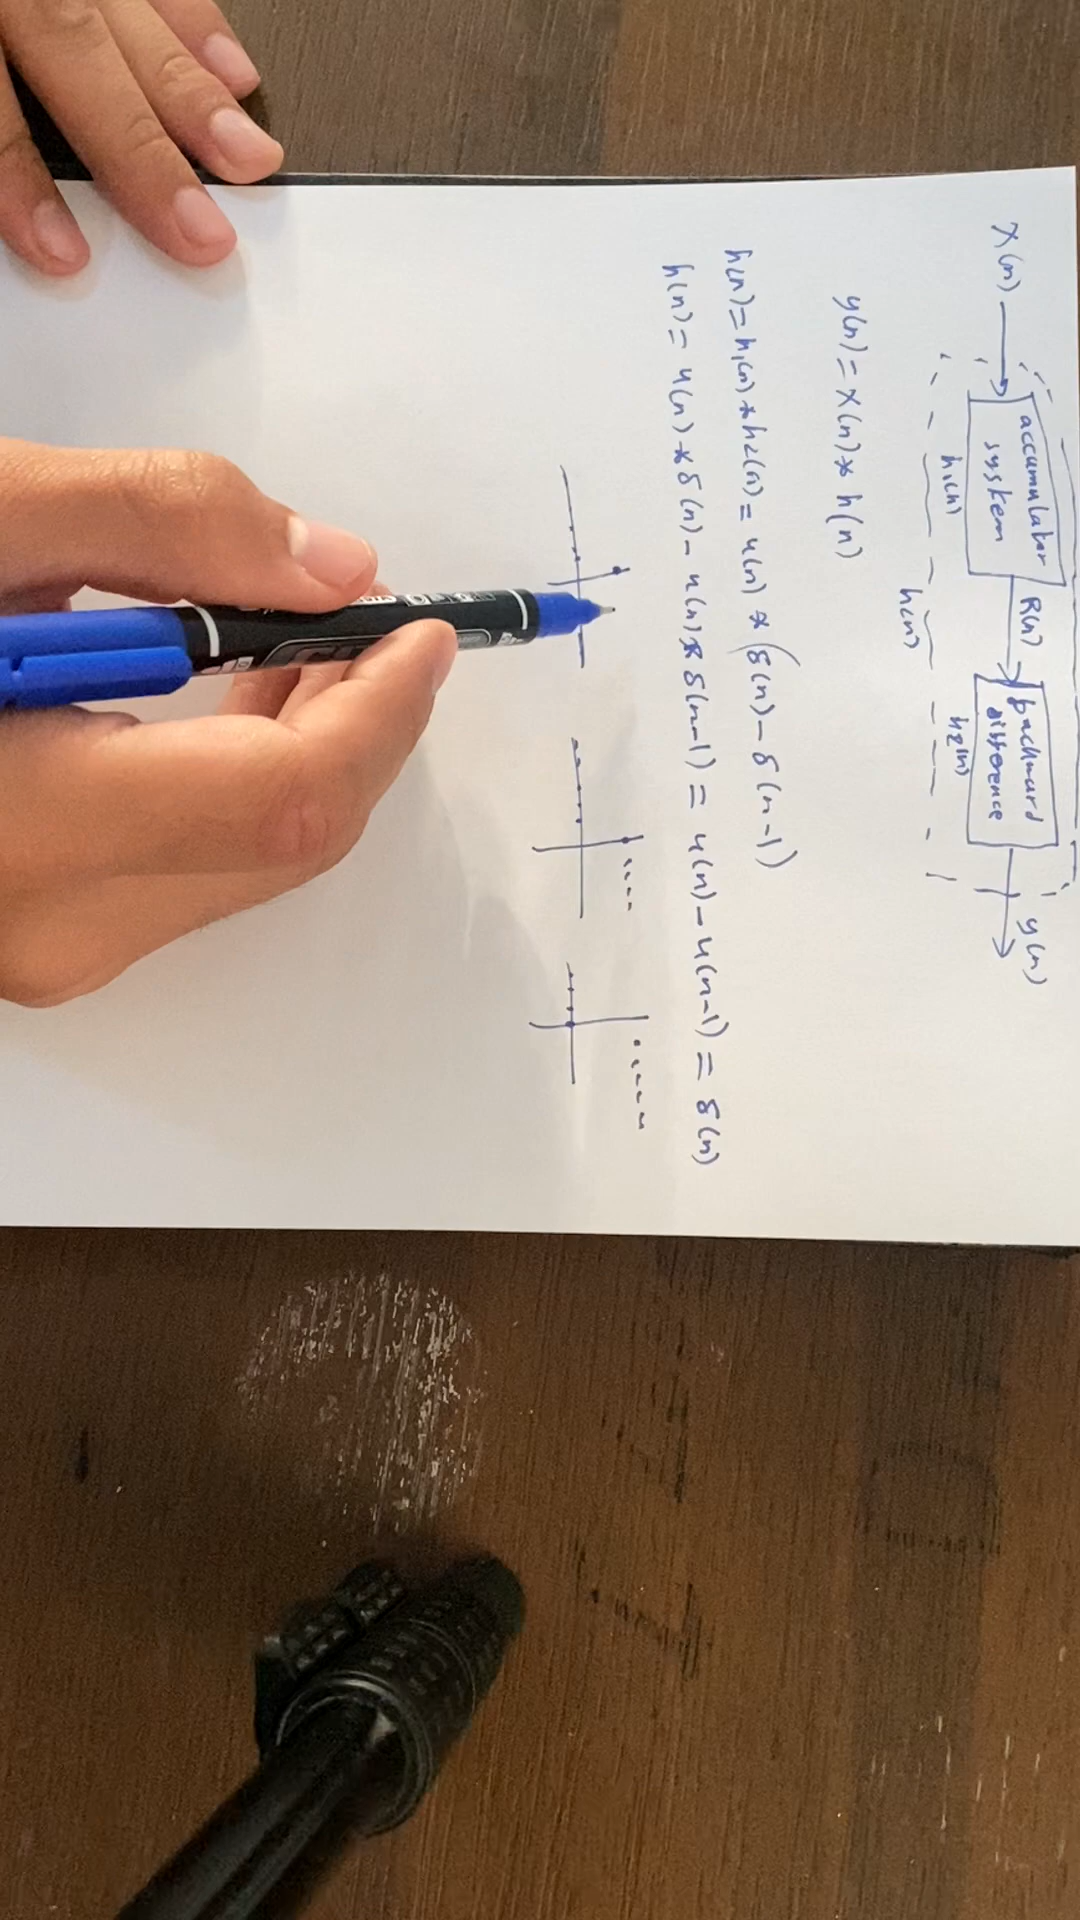 x(n)
accumulator
system
R(n)
backward
difference
y(n)
h₁(n)
h2(n)
h(n)
y(n) = x(n) * h(n)
h(n) = h₁(n) * h2(n) = u(n) * (δ(n) - δ(n-1))
h(n) = u(n) * δ(n) - u(n) * δ(n-1) = u(n) - u(n-1) = δ(n)